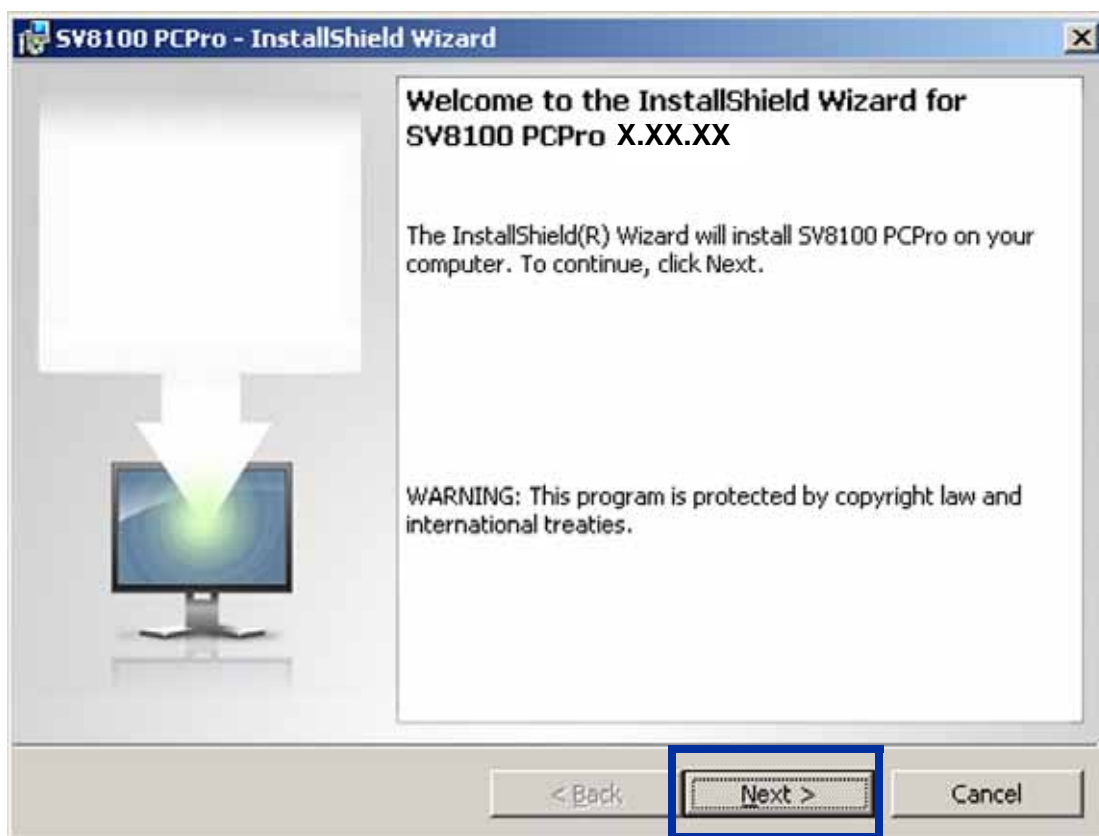 SV8100 PCPro - InstallShield Wizard
Welcome to the InstallShield Wizard for
SV8100 PCPro X.XX.XX
The InstallShield(R) Wizard will install SV8100 PCPro on your
computer. To continue, click Next.
WARNING: This program is protected by copyright law and
international treaties.
< Back
Next >
Cancel